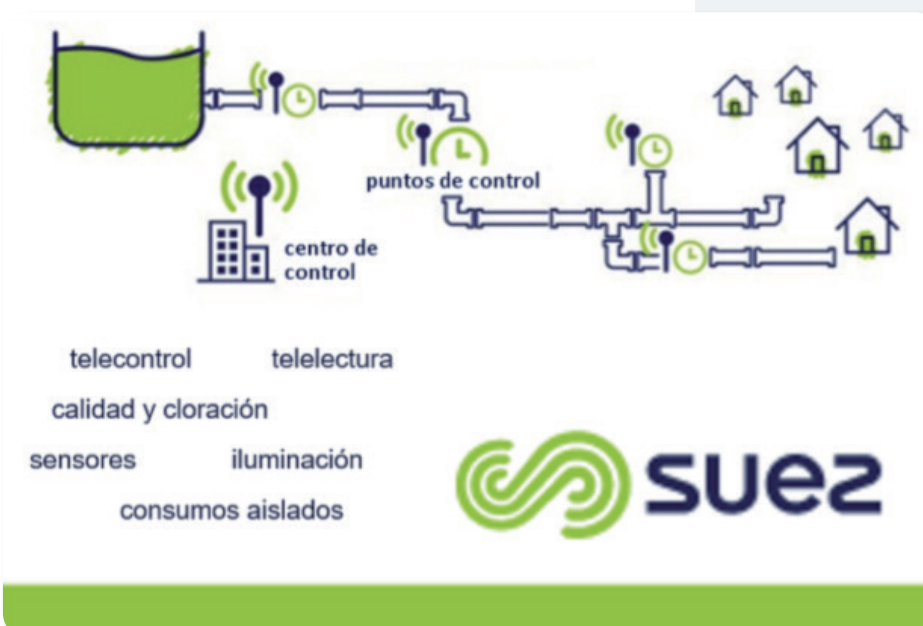 puntos de control
centro de
control
telecontrol telelectura
calidad y cloración
sensores iluminación
consumos aislados
suez